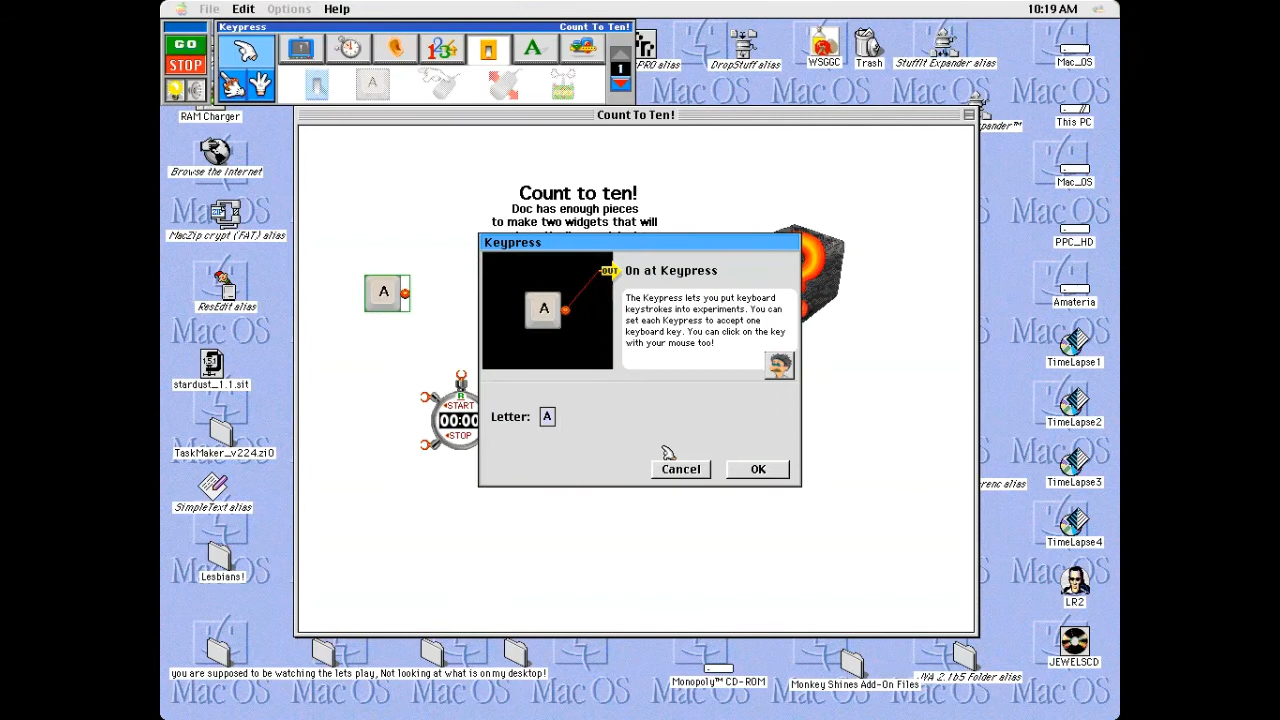 File Edit Options Help 10:19 AM
Keypress Count To Ten!
GO
STOP
1
A
PRO alias
DropStuff alias
WSGGC
Trash
StuffIt Expander alias
Mac_OS
RAM Charger
Count To Ten!
This PC
Browse the Internet
Mac_OS
MacZip crypt (FAT) alias
PPC_HD
Count to ten!
Doc has enough pieces
to make two widgets that will
Keypress
OUT
On at Keypress
A
A
The Keypress lets you put keyboard
keystrokes into experiments. You can
set each Keypress to accept one
keyboard key. You can click on the key
with your mouse too!
Letter: A
Cancel OK
START
00:00
STOP
ResEdit alias
Amateria
TimeLapse1
stardust_1.1.sit
TimeLapse2
TaskMaker_v224.zi0
TimeLapse3
SimpleText alias
TimeLapse4
Lesbians!
LR2
JEWELSCD
you are supposed to be watching the lets play, Not looking at what is on my desktop!
Monopoly™ CD-ROM
Monkey Shines Add-On Files
Mac OS